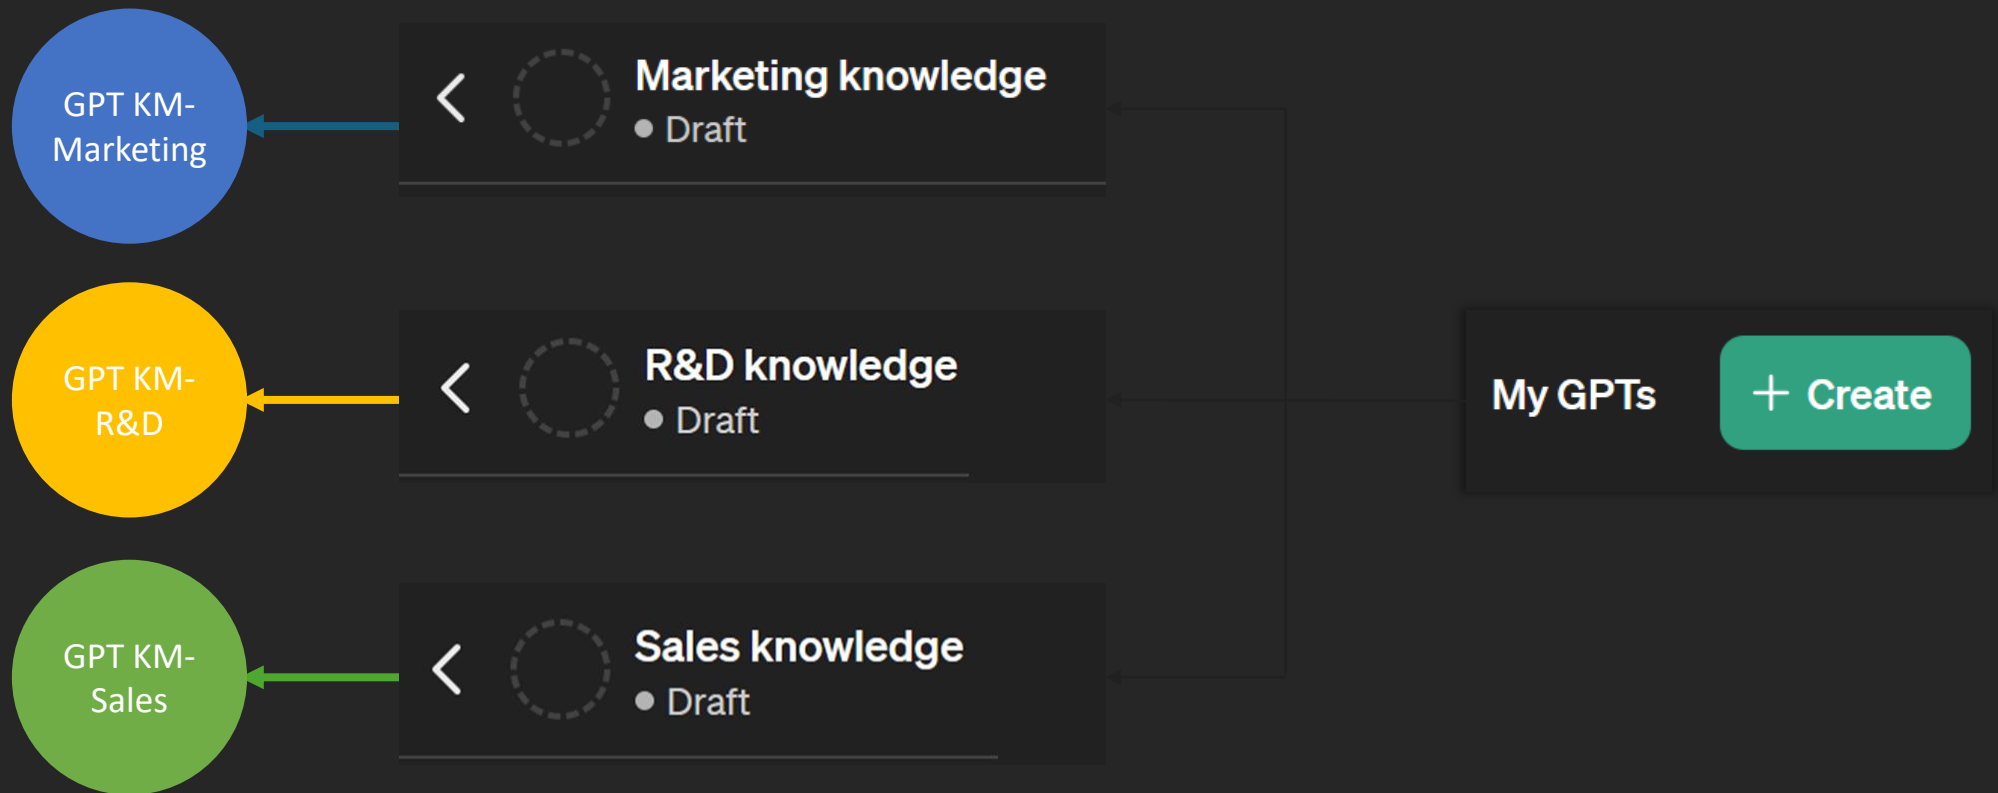 GPT KM-
Marketing
Marketing knowledge
Draft
GPT KM-
R&D
R&D knowledge
Draft
My GPTs
+ Create
GPT KM-
Sales
Sales knowledge
Draft